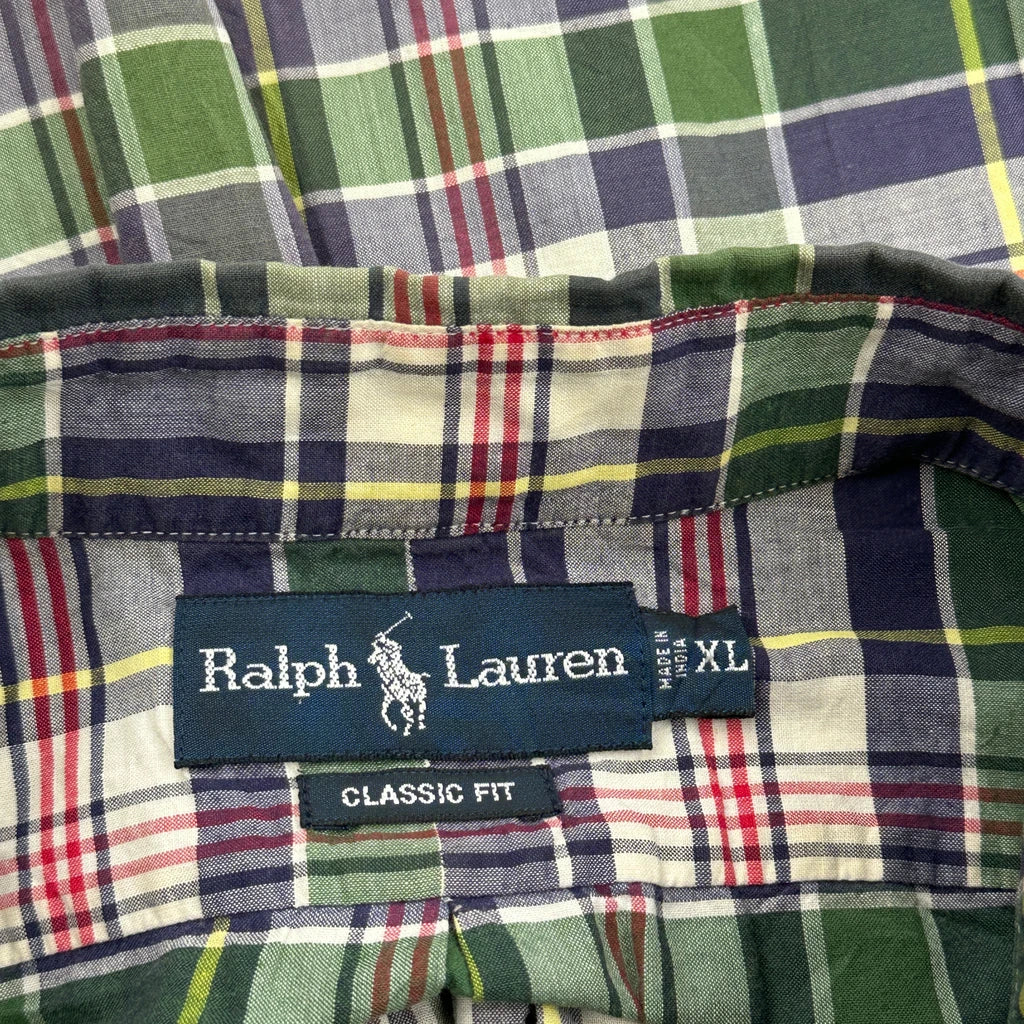 Ralph Lauren
MADE IN
INDIA
XL
CLASSIC FIT